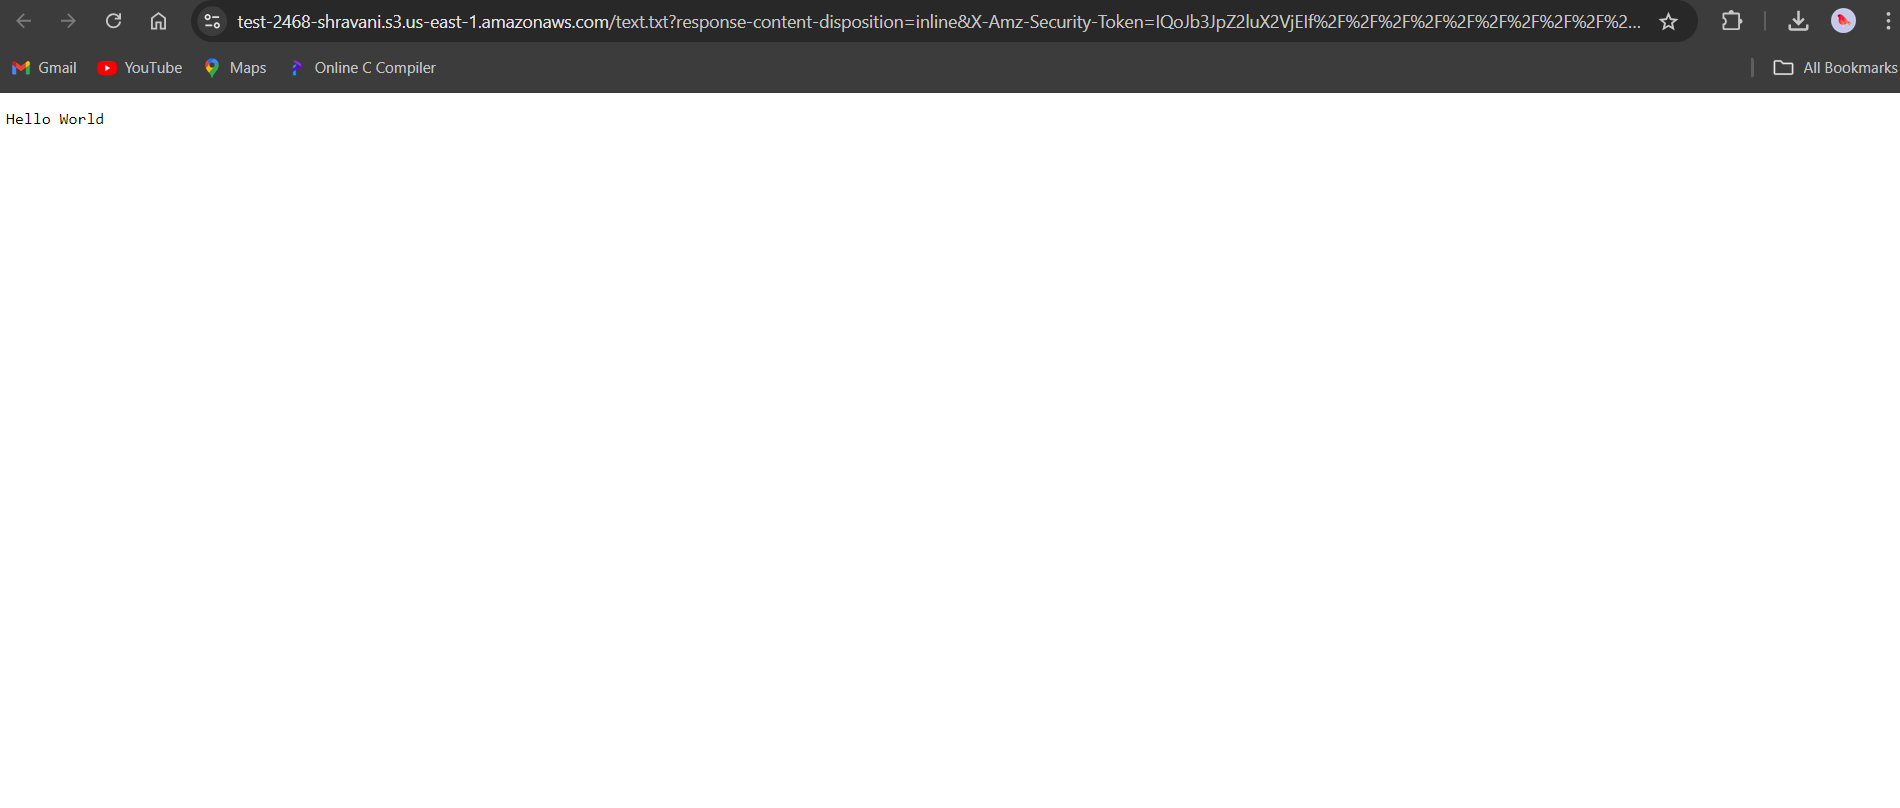 test-2468-shravani.s3.us-east-1.amazonaws.com/text.txt?response-content-disposition=inline&X-Amz-Security-Token=IQoJb3JpZ2luX2VjEIf%2F%2F%2F%2F%2F%2F%2F%2F%2F%2...
Gmail YouTube Maps Online C Compiler All Bookmarks
Hello World